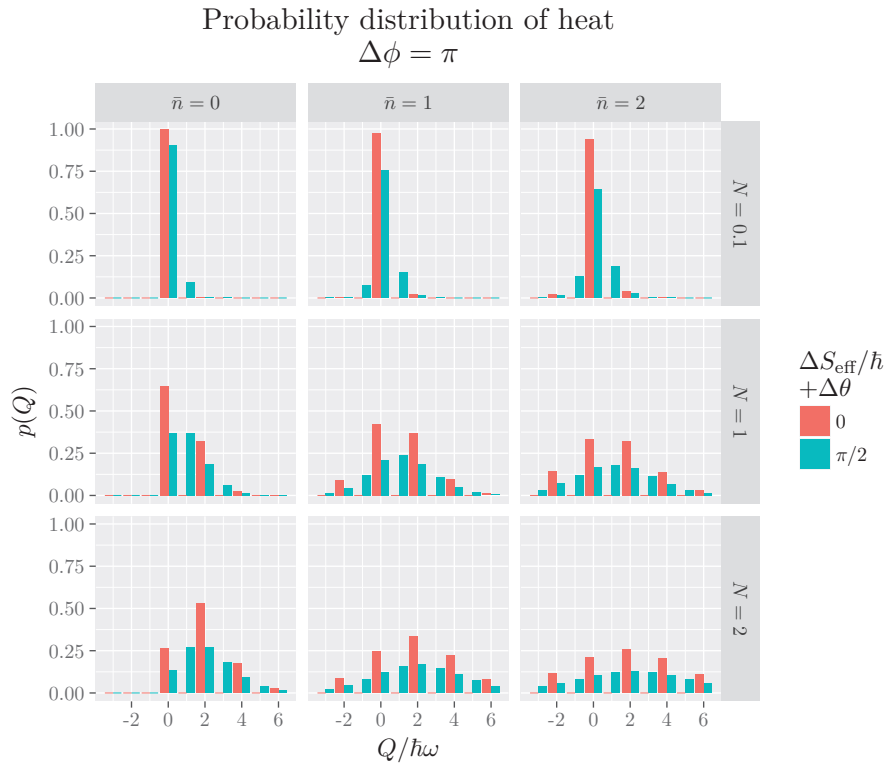 Probability distribution of heat
Δϕ = π
n̄ = 0
n̄ = 1
n̄ = 2
1.00
0.75
0.50
0.25
0.00
N = 0.1
1.00
0.75
0.50
0.25
0.00
N = 1
1.00
0.75
0.50
0.25
0.00
N = 2
p(Q)
-2 0 2 4 6
-2 0 2 4 6
-2 0 2 4 6
Q/ħω
ΔS_eff/ħ
+Δθ
0
π/2